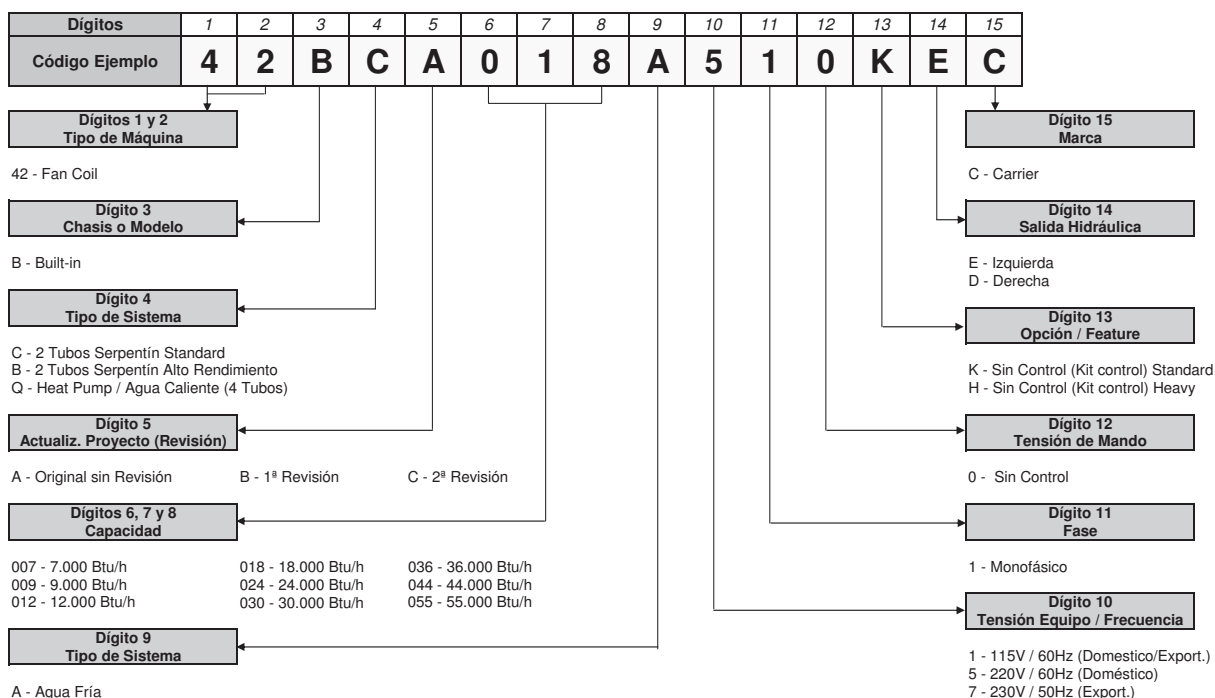 Dígitos 1 2 3 4 5 6 7 8 9 10 11 12 13 14 15
Código Ejemplo 4 2 B C A 0 1 8 A 5 1 0 K E C
Dígitos 1 y 2
Tipo de Máquina
42 - Fan Coil
Dígito 3
Chasis o Modelo
B - Built-in
Dígito 4
Tipo de Sistema
C - 2 Tubos Serpentín Standard
B - 2 Tubos Serpentín Alto Rendimiento
Q - Heat Pump / Agua Caliente (4 Tubos)
Dígito 5
Actualiz. Proyecto (Revisión)
A - Original sin Revisión B - 1ª Revisión C - 2ª Revisión
Dígitos 6, 7 y 8
Capacidad
007 - 7.000 Btu/h 018 - 18.000 Btu/h 036 - 36.000 Btu/h
009 - 9.000 Btu/h 024 - 24.000 Btu/h 044 - 44.000 Btu/h
012 - 12.000 Btu/h 030 - 30.000 Btu/h 055 - 55.000 Btu/h
Dígito 9
Tipo de Sistema
A - Agua Fría
Dígito 15
Marca
C - Carrier
Dígito 14
Salida Hidráulica
E - Izquierda
D - Derecha
Dígito 13
Opción / Feature
K - Sin Control (Kit control) Standard
H - Sin Control (Kit control) Heavy
Dígito 12
Tensión de Mando
0 - Sin Control
Dígito 11
Fase
1 - Monofásico
Dígito 10
Tensión Equipo / Frecuencia
1 - 115V / 60Hz (Domestico/Export.)
5 - 220V / 60Hz (Doméstico)
7 - 230V / 50Hz (Export.)